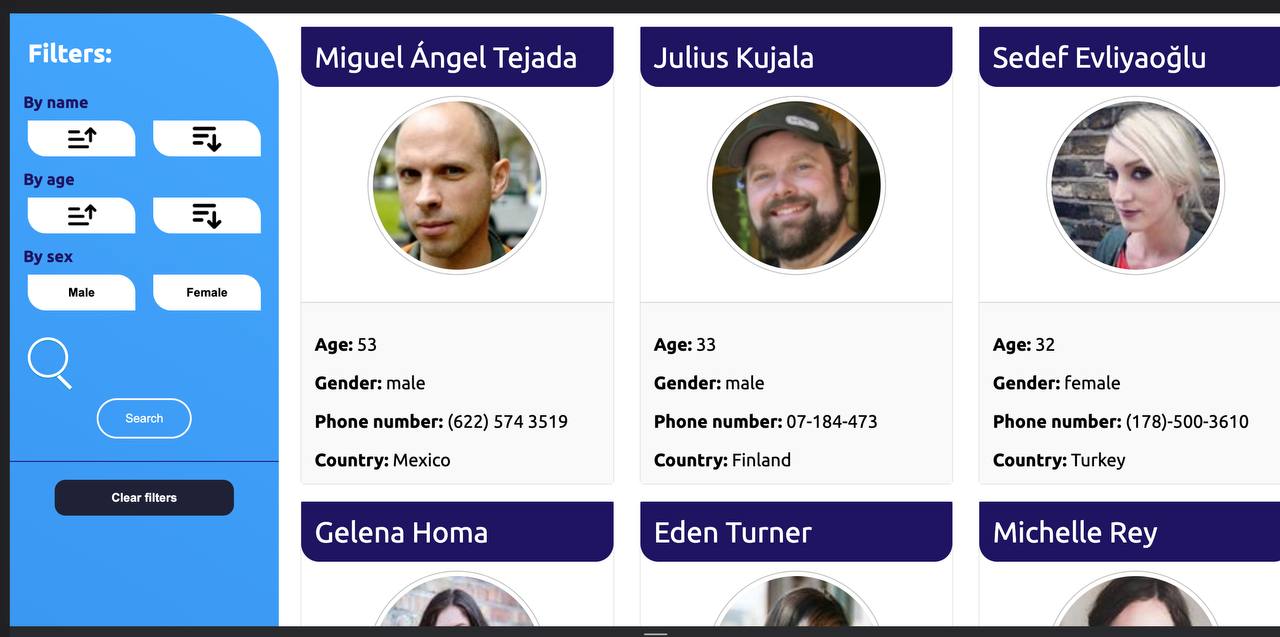 Filters:
By name
By age
By sex
Male Female
Search
Clear filters
Miguel Ángel Tejada
Age: 53
Gender: male
Phone number: (622) 574 3519
Country: Mexico
Julius Kujala
Age: 33
Gender: male
Phone number: 07-184-473
Country: Finland
Sedef Evliyaoğlu
Age: 32
Gender: female
Phone number: (178)-500-3610
Country: Turkey
Gelena Homa
Eden Turner
Michelle Rey